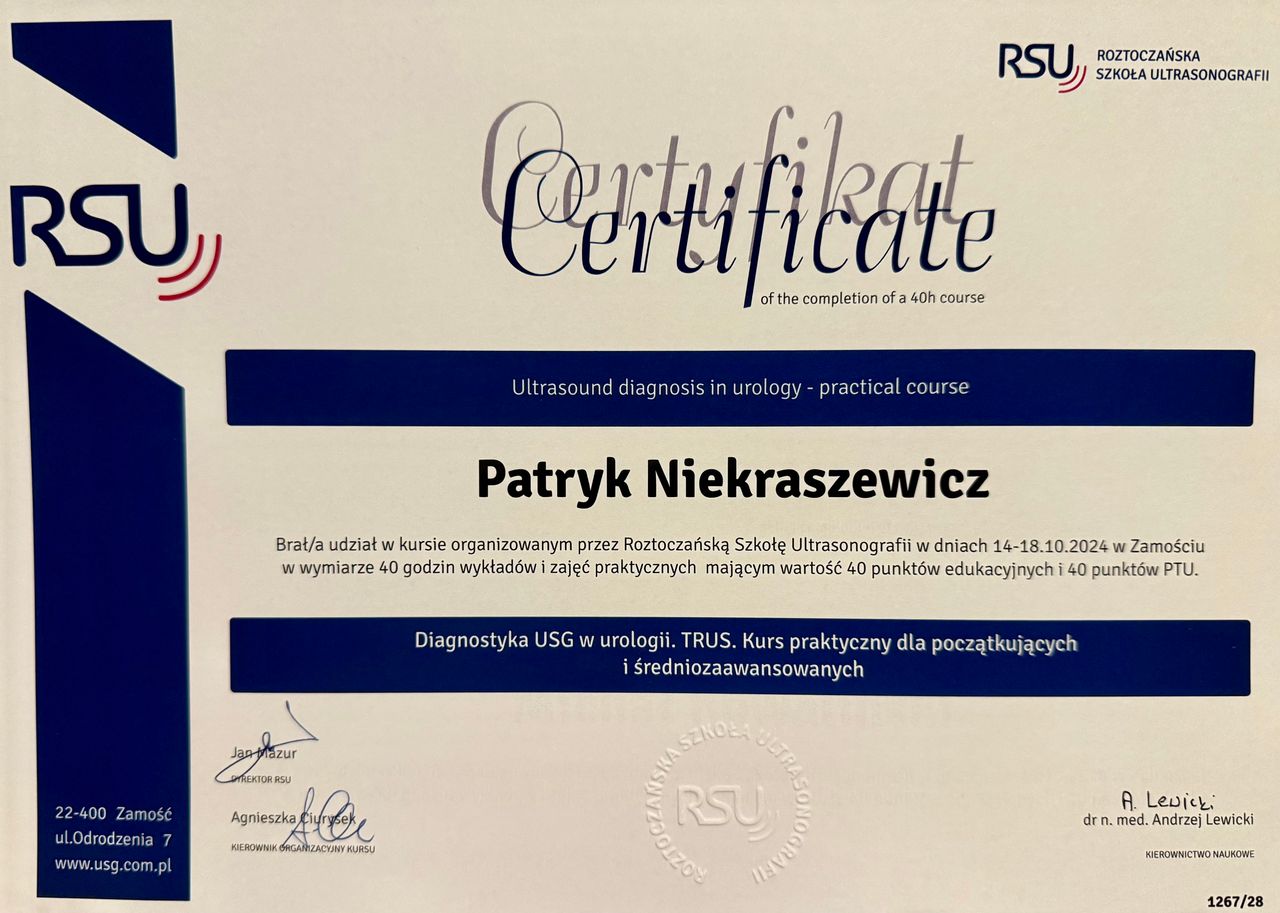 RSU ROZTOCZAŃSKA
SZKOŁA ULTRASONOGRAFII
RSU
Certyfikat
Certificate
of the completion of a 40h course
Ultrasound diagnosis in urology - practical course
Patryk Niekraszewicz
Brał/a udział w kursie organizowanym przez Roztoczańską Szkołę Ultrasonografii w dniach 14-18.10.2024 w Zamościu
w wymiarze 40 godzin wykładów i zajęć praktycznych mającym wartość 40 punktów edukacyjnych i 40 punktów PTU.
Diagnostyka USG w urologii. TRUS. Kurs praktyczny dla początkujących
i średniozaawansowanych
Jan Mazur
DYREKTOR RSU
Agnieszka Ciurysek
KIEROWNIK ORGANIZACYJNY KURSU
ROZTOCZAŃSKA SZKOŁA ULTRASONOGRAFII
RSU
A. Lewicki
dr n. med. Andrzej Lewicki
KIEROWNICTWO NAUKOWE
22-400 Zamość
ul.Odrodzenia 7
www.usg.com.pl
1267/28